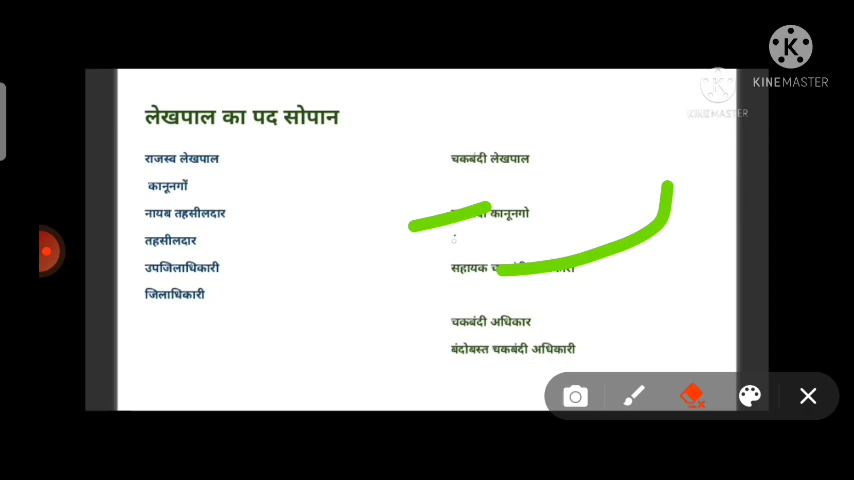 KINEMASTER
KINEMASTER
लेखपाल का पद सोपान
राजस्व लेखपाल
कानूनगों
नायब तहसीलदार
तहसीलदार
उपजिलाधिकारी
जिलाधिकारी
चकबंदी लेखपाल
कानूनगो
सहायक
चकबंदी अधिकार
बंदोबस्त चकबंदी अधिकारी